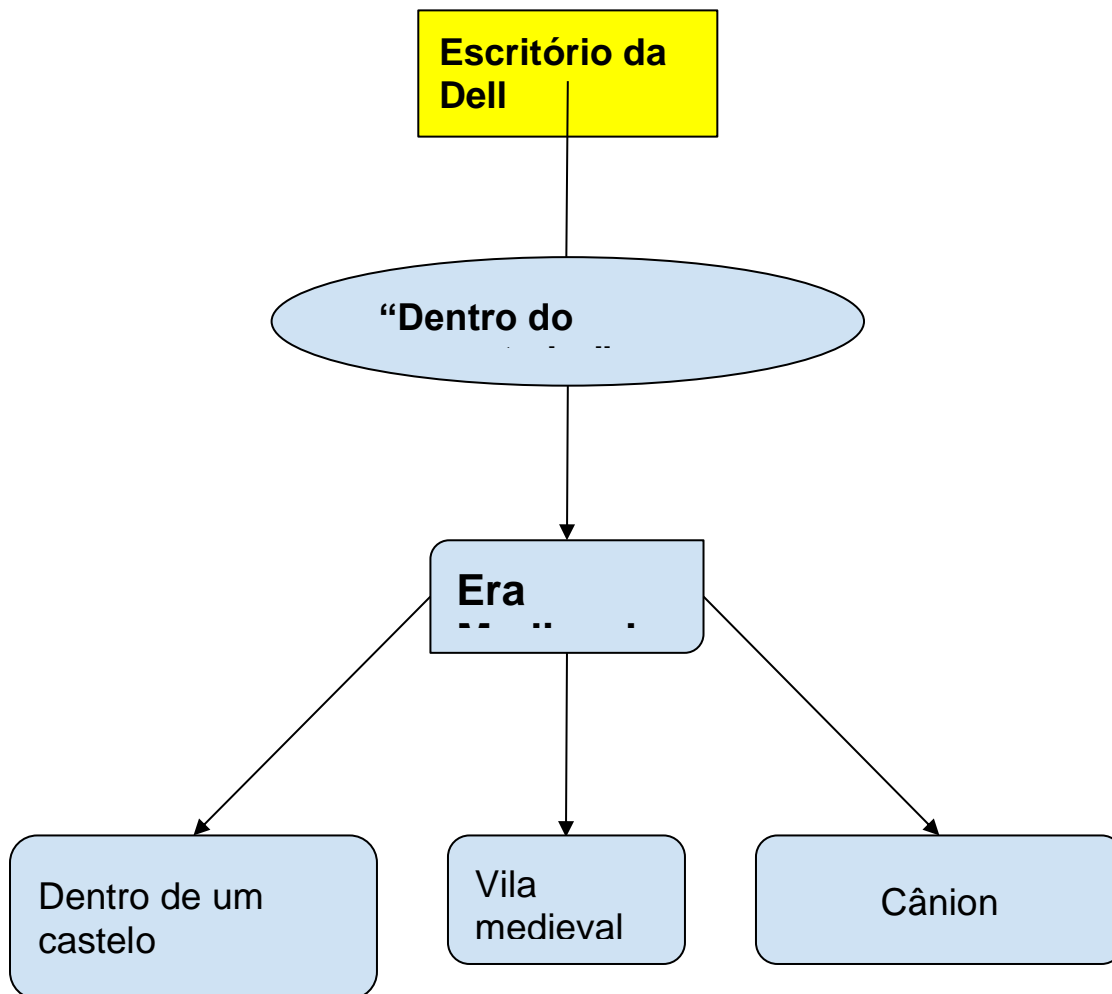 Escritório da
Dell
“Dentro do
Era
Dentro de um
castelo
Vila
medieval
Cânion